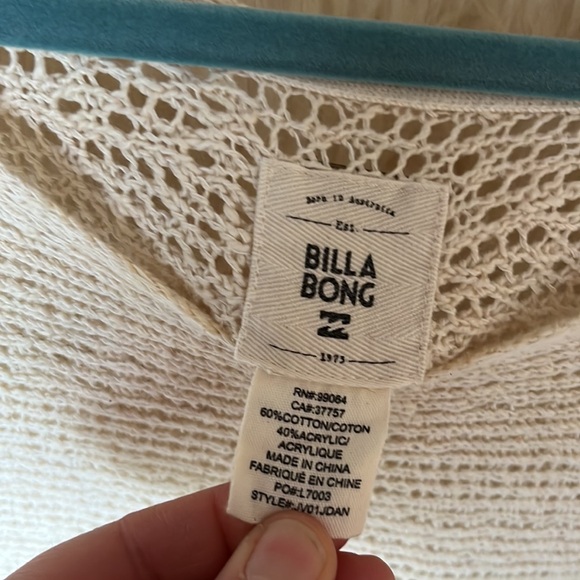 Born in Australia
Est.
BILLA
BONG
1973
RN#:99084
CA#:37757
60%COTTON/COTON
40%ACRYLIC/
ACRYLIQUE
MADE IN CHINA
FABRIQUÉ EN CHINE
PO#:L7003
STYLE#:JV01JDAN